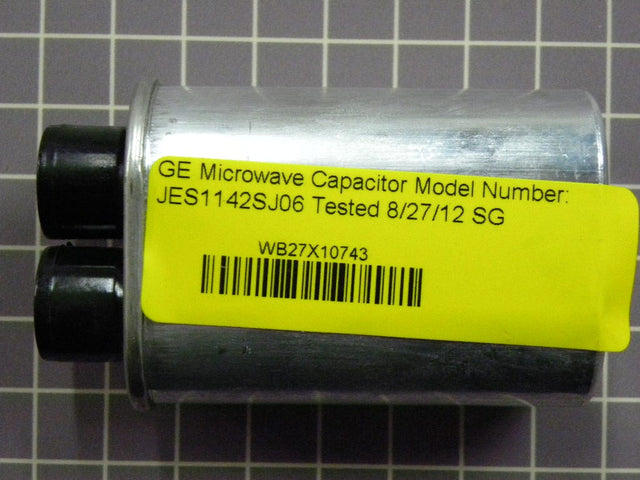 GE Microwave Capacitor Model Number:
JES1142SJ06 Tested 8/27/12 SG
WB27X10743